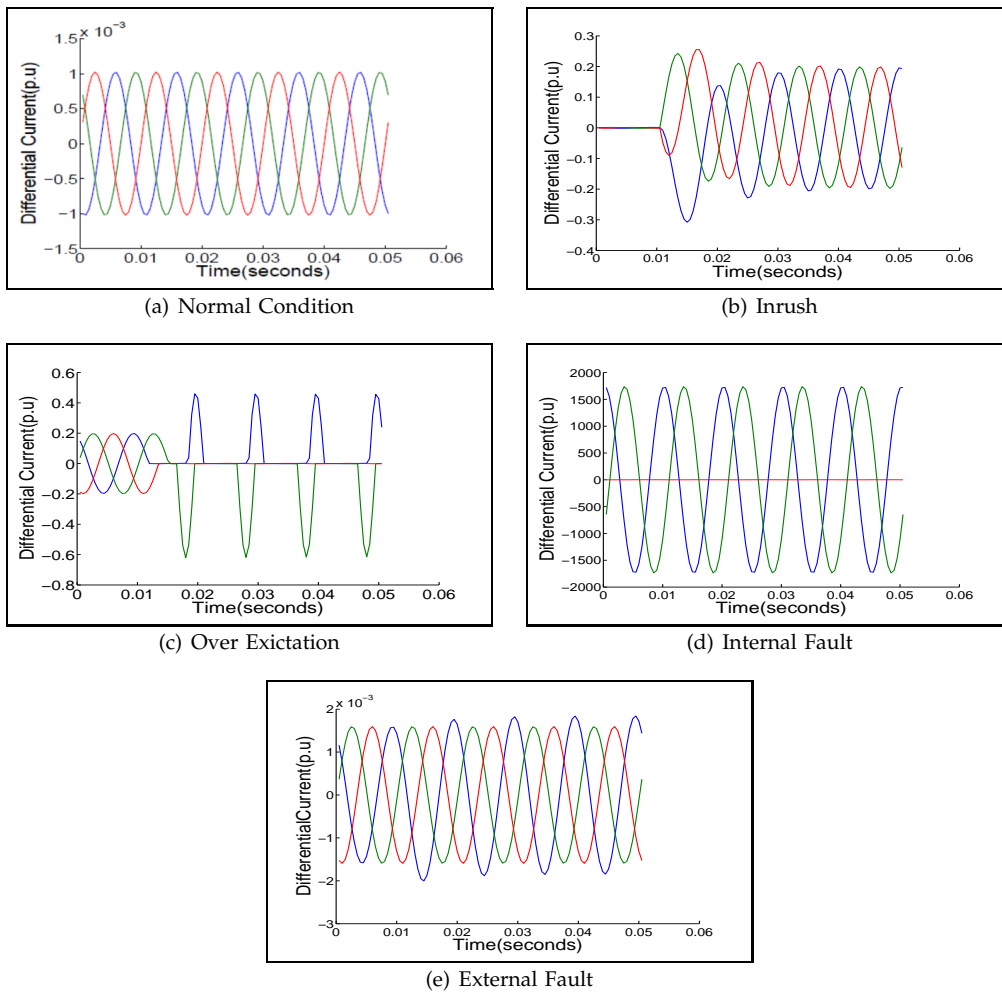 × 10⁻³
1.5
1
0.5
0
−0.5
−1
−1.5
0 0.01 0.02 0.03 0.04 0.05 0.06
Differential Current(p.u)
Time(seconds)
(a) Normal Condition
0.3
0.2
0.1
0
−0.1
−0.2
−0.3
−0.4
0 0.01 0.02 0.03 0.04 0.05 0.06
Differential Current(p.u)
Time(seconds)
(b) Inrush
0.6
0.4
0.2
0
−0.2
−0.4
−0.6
−0.8
0 0.01 0.02 0.03 0.04 0.05 0.06
Differential Current(p.u)
Time(seconds)
(c) Over Exictation
2000
1500
1000
500
0
−500
−1000
−1500
−2000
0 0.01 0.02 0.03 0.04 0.05 0.06
Differential Current(p.u)
Time(seconds)
(d) Internal Fault
× 10⁻³
2
1
0
−1
−2
−3
0 0.01 0.02 0.03 0.04 0.05 0.06
DifferentialCurrent(p.u)
Time(seconds)
(e) External Fault